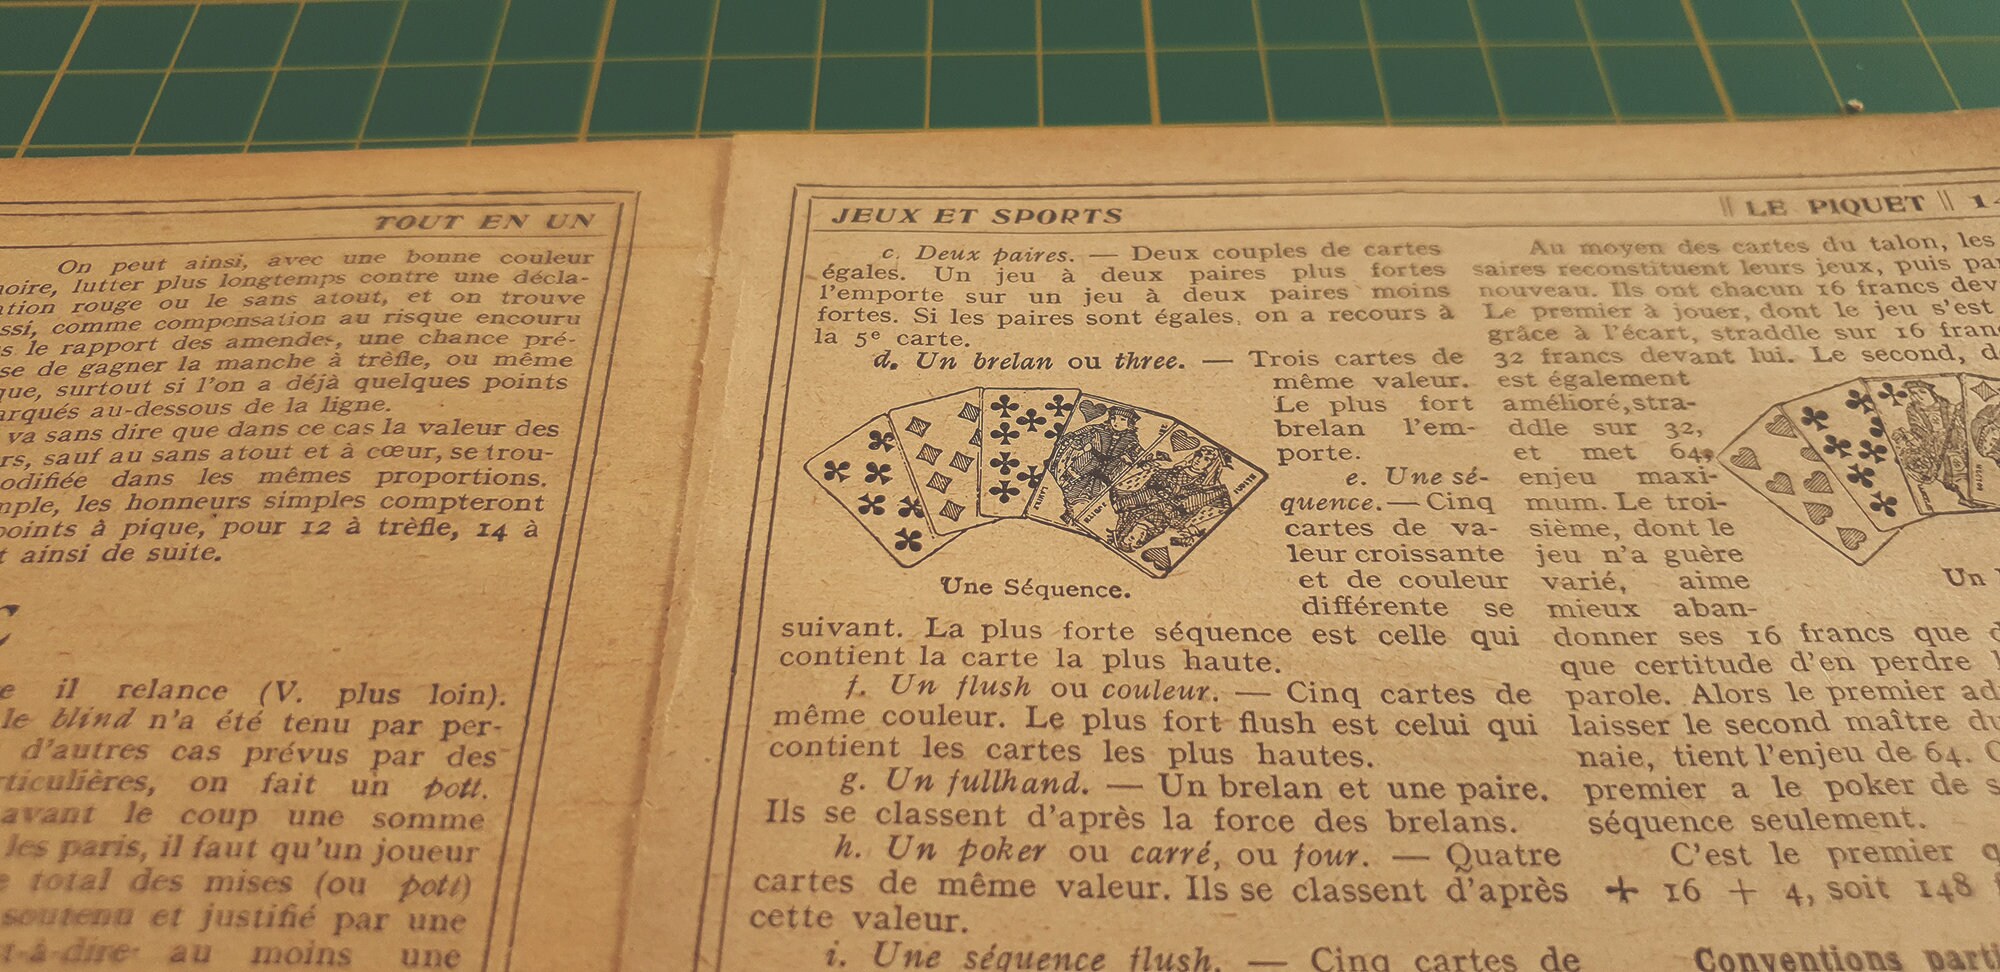 TOUT EN UN
On peut ainsi, avec une bonne couleur
noire, lutter plus longtemps contre une décla-
ration rouge ou le sans atout, et on trouve
aussi, comme compensation au risque encouru
le rapport des amendes, une chance pré-
de gagner la manche à trèfle, ou même
surtout si l'on a déjà quelques points
marqués au-dessous de la ligne.
va sans dire que dans ce cas la valeur des
sauf au sans atout et à cœur, se trou-
modifiée dans les mêmes proportions.
les honneurs simples compteront
points à pique, pour 12 à trèfle, 14 à
ainsi de suite.
il relance (V. plus loin).
le blind n'a été tenu par per-
d'autres cas prévus par des
on fait un pott.
avant le coup une somme
les paris, il faut qu'un joueur
total des mises (ou pott)
soutenu et justifié par une
au moins une
JEUX ET SPORTS
LE PIQUET
c. Deux paires. — Deux couples de cartes
égales. Un jeu à deux paires plus fortes
l'emporte sur un jeu à deux paires moins
fortes. Si les paires sont égales, on a recours à
la 5e carte.
d. Un brelan ou three. — Trois cartes de
même valeur.
Le plus fort
brelan l'em-
porte.
e. Une sé-
quence. — Cinq
cartes de va-
leur croissante
et de couleur
différente se
Une Séquence.
suivant. La plus forte séquence est celle qui
contient la carte la plus haute.
f. Un flush ou couleur. — Cinq cartes de
même couleur. Le plus fort flush est celui qui
contient les cartes les plus hautes.
g. Un fullhand. — Un brelan et une paire.
Ils se classent d'après la force des brelans.
h. Un poker ou carré, ou four. — Quatre
cartes de même valeur. Ils se classent d'après
cette valeur.
i. Une séquence flush. — Cinq cartes de
Au moyen des cartes du talon, les
saires reconstituent leurs jeux, puis
nouveau. Ils ont chacun 16 francs
Le premier à jouer, dont le jeu s'est
grâce à l'écart, straddle sur 16
32 francs devant lui. Le second,
est également
amélioré, stra-
ddle sur 32,
et met 64,
enjeu maxi-
mum. Le troi-
sième, dont le
jeu n'a guère
varié, aime
mieux aban-
Un
donner ses 16 francs que
que certitude d'en perdre
parole. Alors le premier
laisser le second maître
naie, tient l'enjeu de 64.
premier a le poker de
séquence seulement.
C'est le premier
+ 16 + 4, soit 148
Conventions